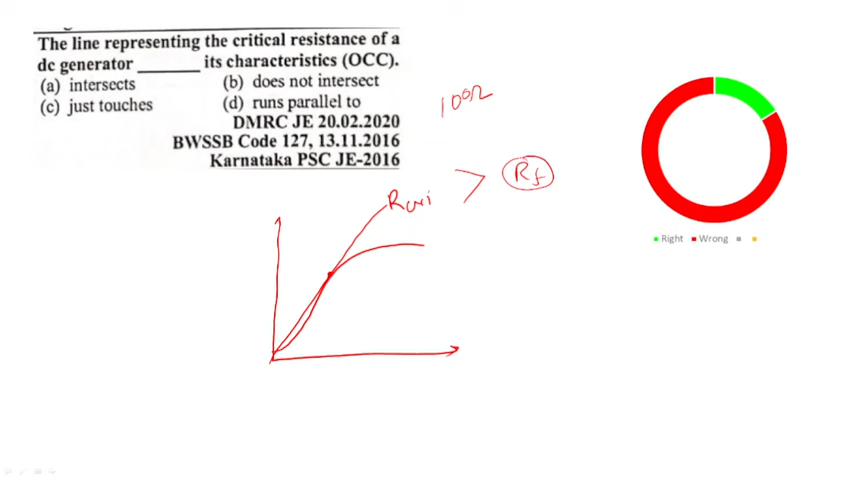 The line representing the critical resistance of a
dc generator ________ its characteristics (OCC).
(a) intersects (b) does not intersect
(c) just touches (d) runs parallel to
DMRC JE 20.02.2020
BWSSB Code 127, 13.11.2016
Karnataka PSC JE-2016
100Ω
Rcri > Rf
Right Wrong